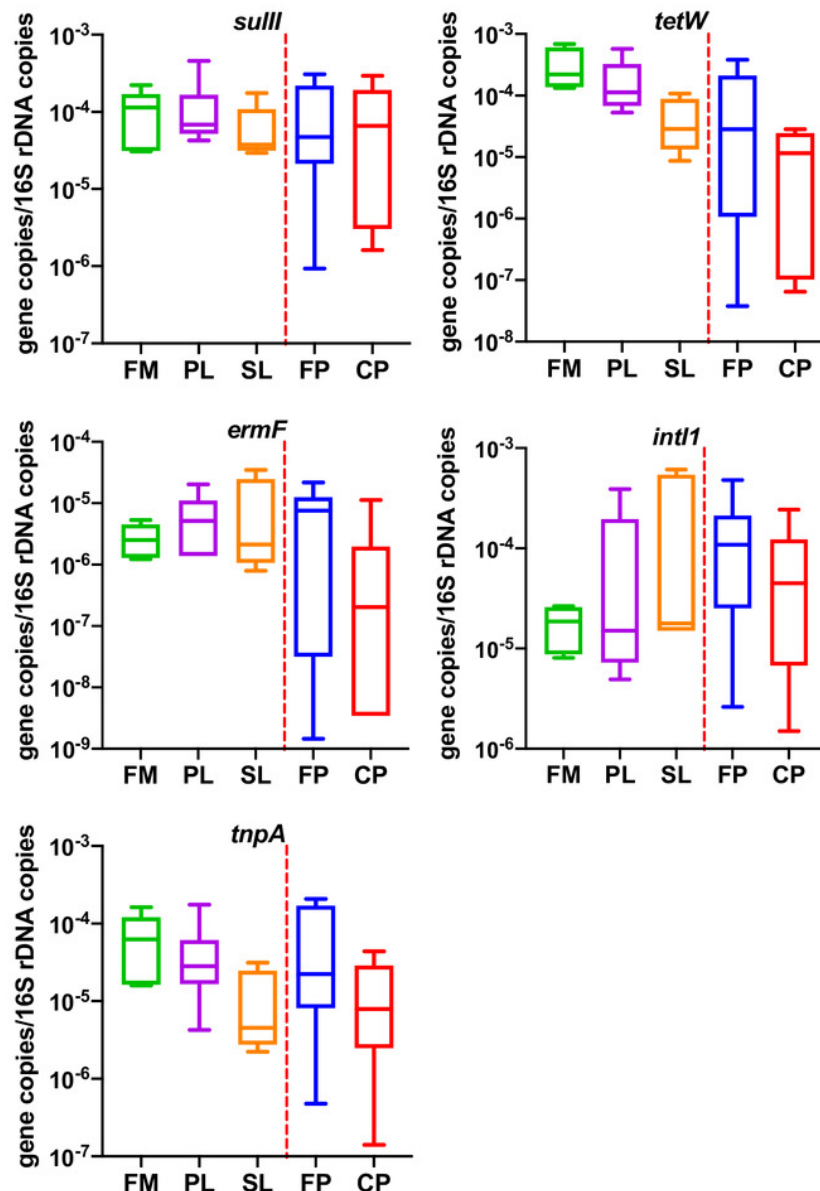 sulII
gene copies/16S rDNA copies
10-3
10-4
10-5
10-6
10-7
FM PL SL FP CP
tetW
gene copies/16S rDNA copies
10-3
10-4
10-5
10-6
10-7
10-8
FM PL SL FP CP
ermF
gene copies/16S rDNA copies
10-4
10-5
10-6
10-7
10-8
10-9
FM PL SL FP CP
intI1
gene copies/16S rDNA copies
10-3
10-4
10-5
10-6
FM PL SL FP CP
tnpA
gene copies/16S rDNA copies
10-3
10-4
10-5
10-6
10-7
FM PL SL FP CP